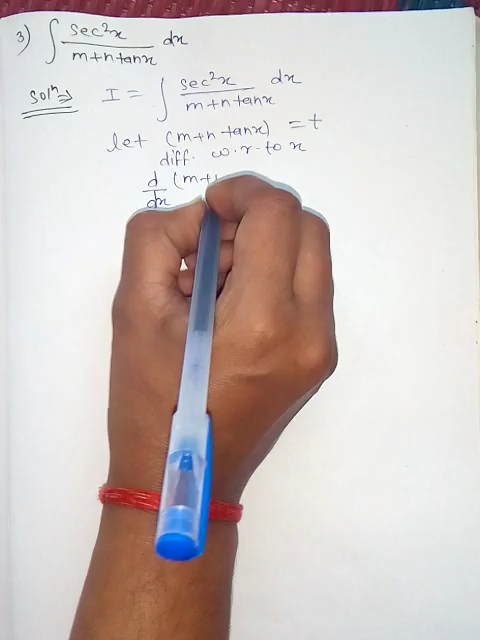 3) ∫ sec²x / m+n tanx dx
Solⁿ⇒ I = ∫ sec²x / m+n tanx dx
let (m+n tanx) = t
diff. w.r. to x
d/dx (m+